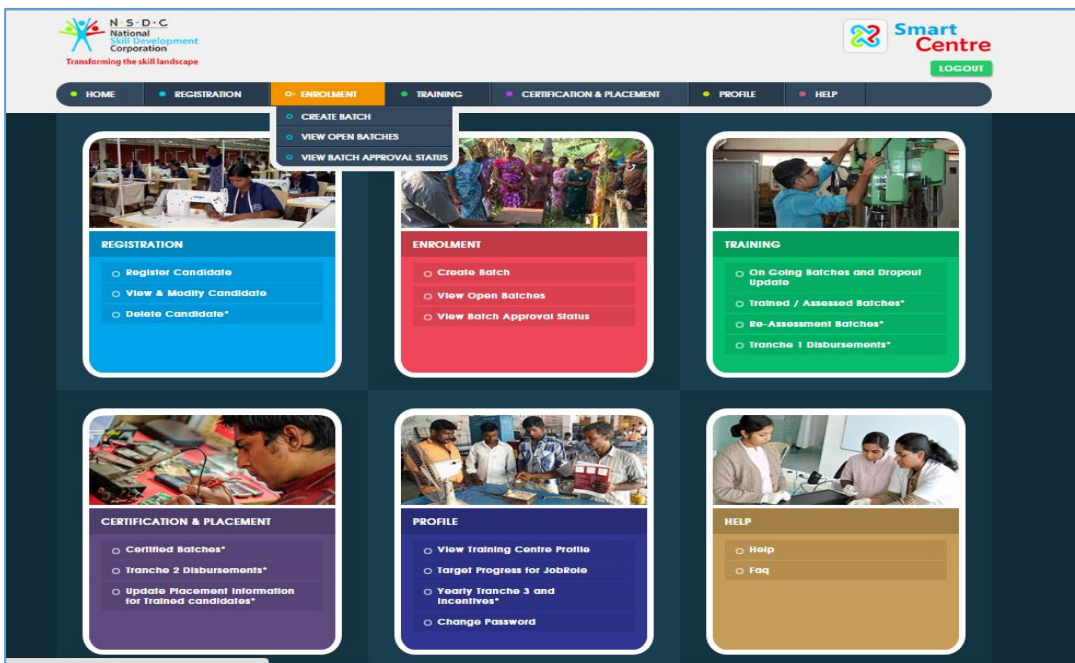 N·S·D·C
National
Skill Development
Corporation
Transforming the skill landscape
Smart
Centre
LOGOUT
HOME REGISTRATION ENROLMENT TRAINING CERTIFICATION & PLACEMENT PROFILE HELP
CREATE BATCH
VIEW OPEN BATCHES
VIEW BATCH APPROVAL STATUS
REGISTRATION
Register Candidate
View & Modify Candidate
Delete Candidate*
ENROLMENT
Create Batch
View Open Batches
View Batch Approval Status
TRAINING
On Going Batches and Dropout
Update
Trained / Assessed Batches*
Re-Assessment Batches*
Tranche 1 Disbursements*
CERTIFICATION & PLACEMENT
Certified Batches*
Tranche 2 Disbursements*
Update Placement Information
for Trained candidates*
PROFILE
View Training Centre Profile
Target Progress for JobRole
Yearly Tranche 3 and
Incentives*
Change Password
HELP
Help
Faq